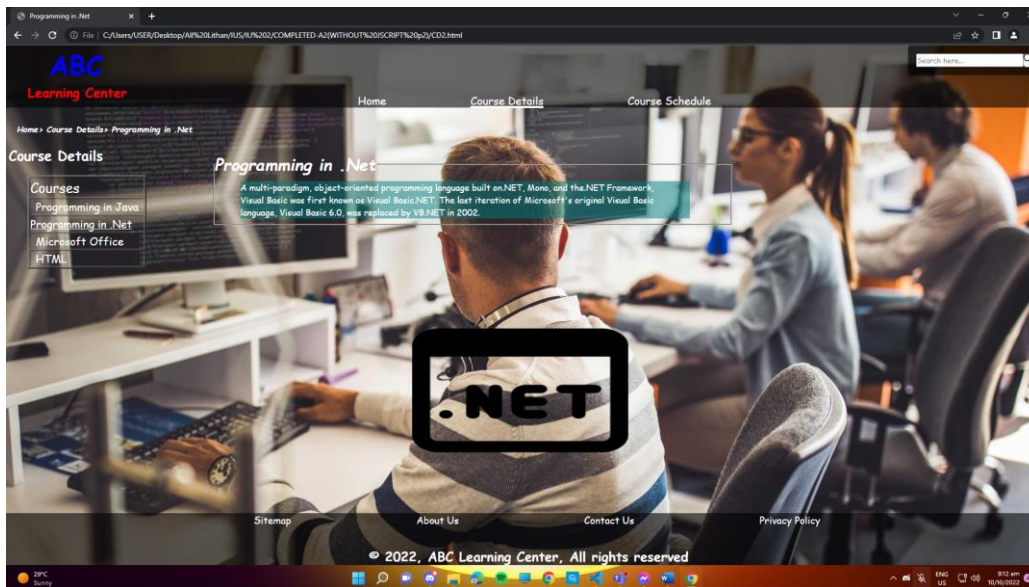 Programming in .Net
File C:/Users/USER/Desktop/All%20Lithan/IUS/IU%202/COMPLETED-A2(WITHOUT%20JSCRIPT%20p2)/CD2.html
ABC
Learning Center
Search here...
Home Course Details Course Schedule
Home› Course Details› Programming in .Net
Course Details
Programming in .Net
A multi-paradigm, object-oriented programming language built on.NET, Mono, and the.NET Framework,
Visual Basic was first known as Visual Basic.NET. The last iteration of Microsoft's original Visual Basic
language, Visual Basic 6.0, was replaced by VB.NET in 2002.
Courses
Programming in Java
Programming in .Net
Microsoft Office
HTML
.NET
Sitemap About Us Contact Us Privacy Policy
© 2022, ABC Learning Center, All rights reserved
29°C
Sunny
ENG
US
9:12 am
10/10/2022